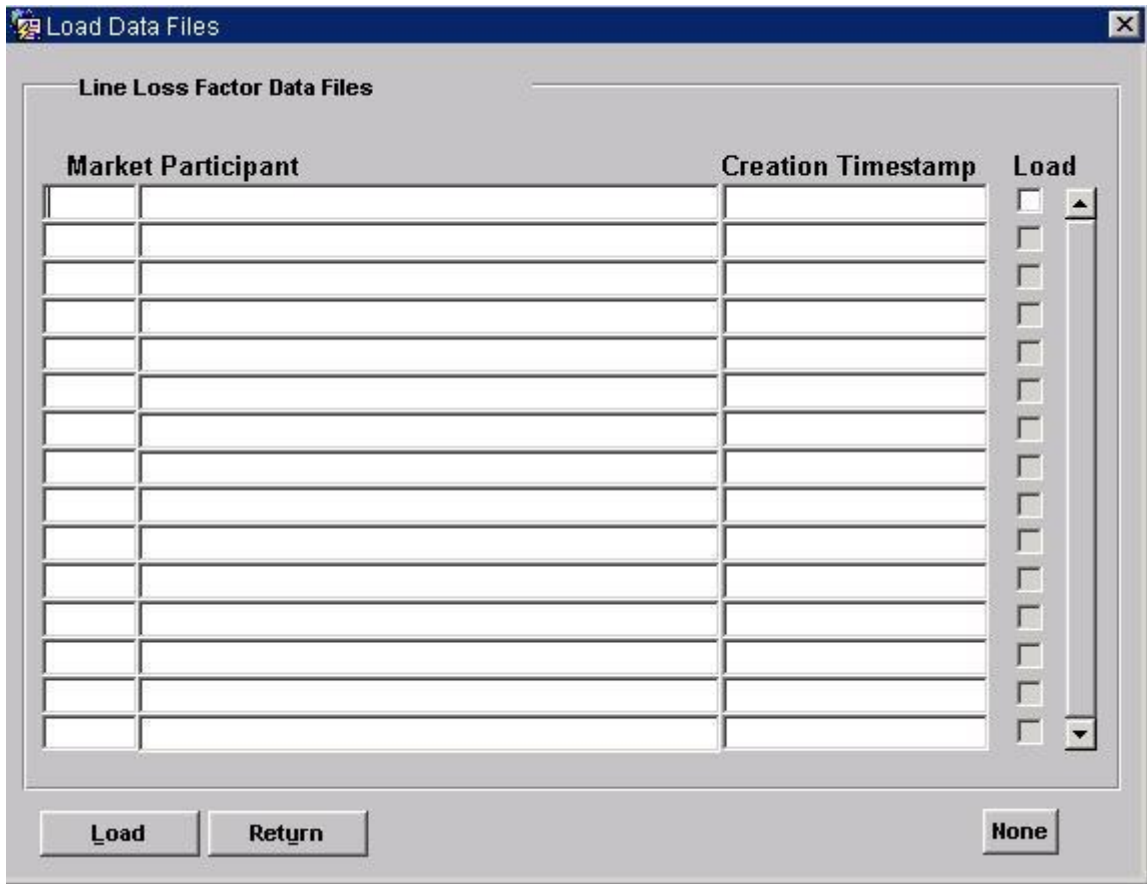 Load Data Files
Line Loss Factor Data Files
Market Participant Creation Timestamp Load
Load Return None